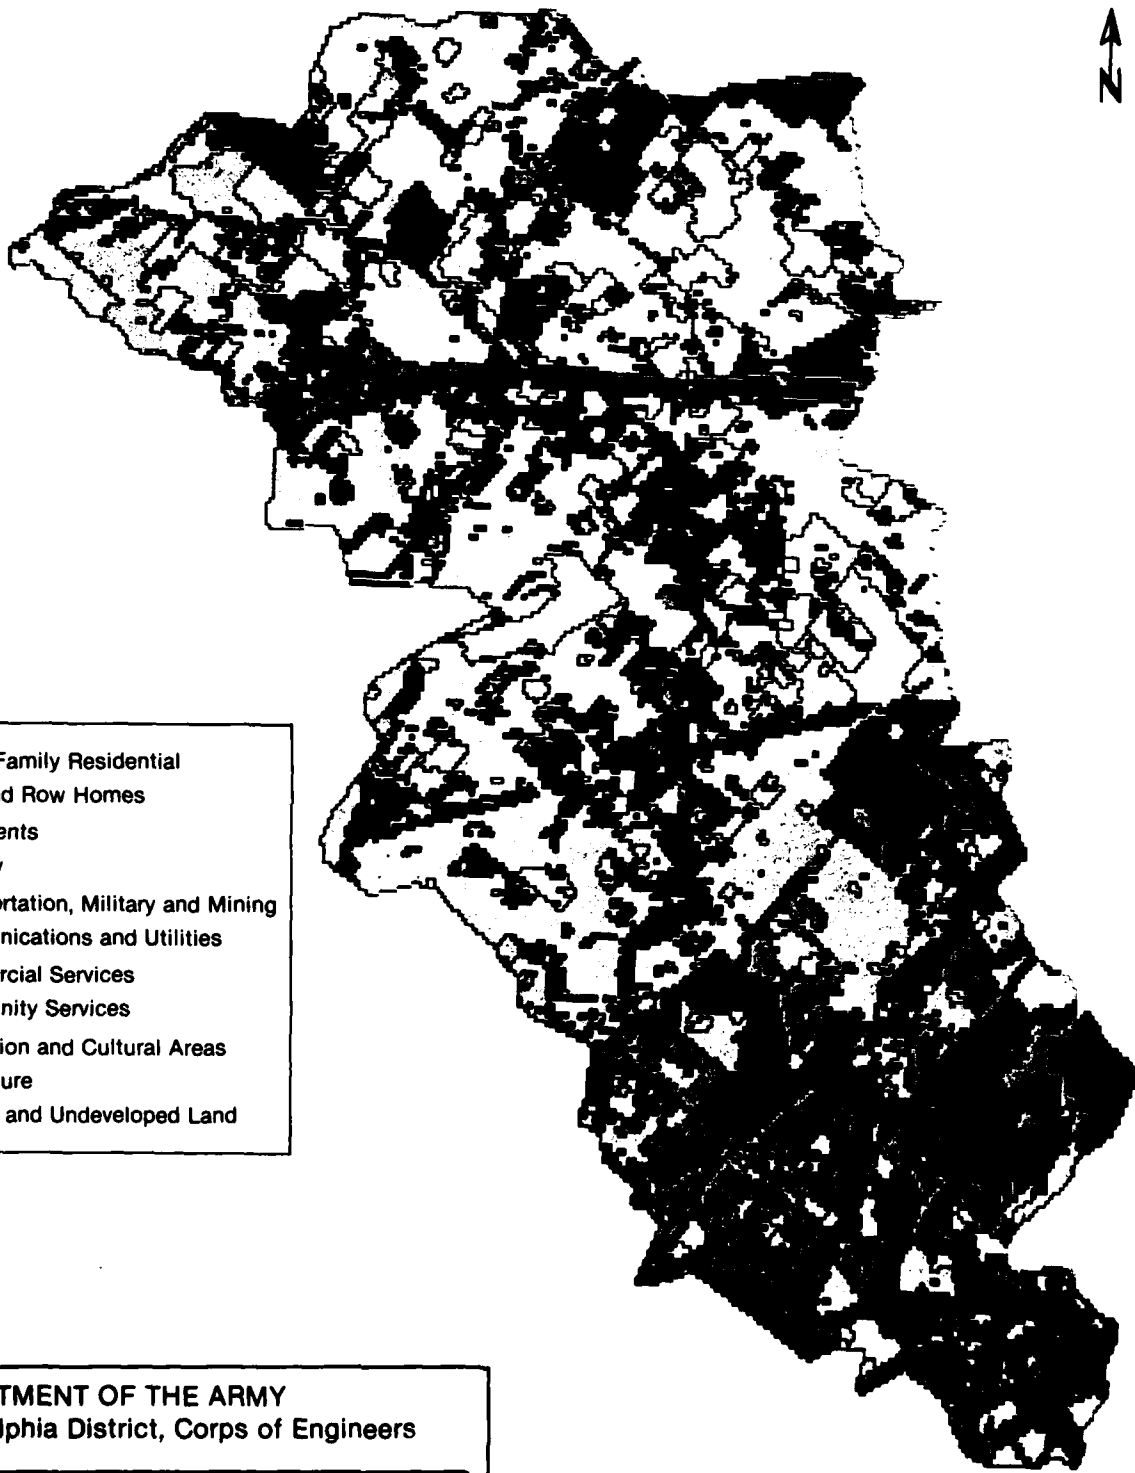 N
Family Residential
d Row Homes
ents
y
rtation, Military and Mining
nications and Utilities
rcial Services
nity Services
ion and Cultural Areas
ure
and Undeveloped Land
TMENT OF THE ARMY
lphia District, Corps of Engineers